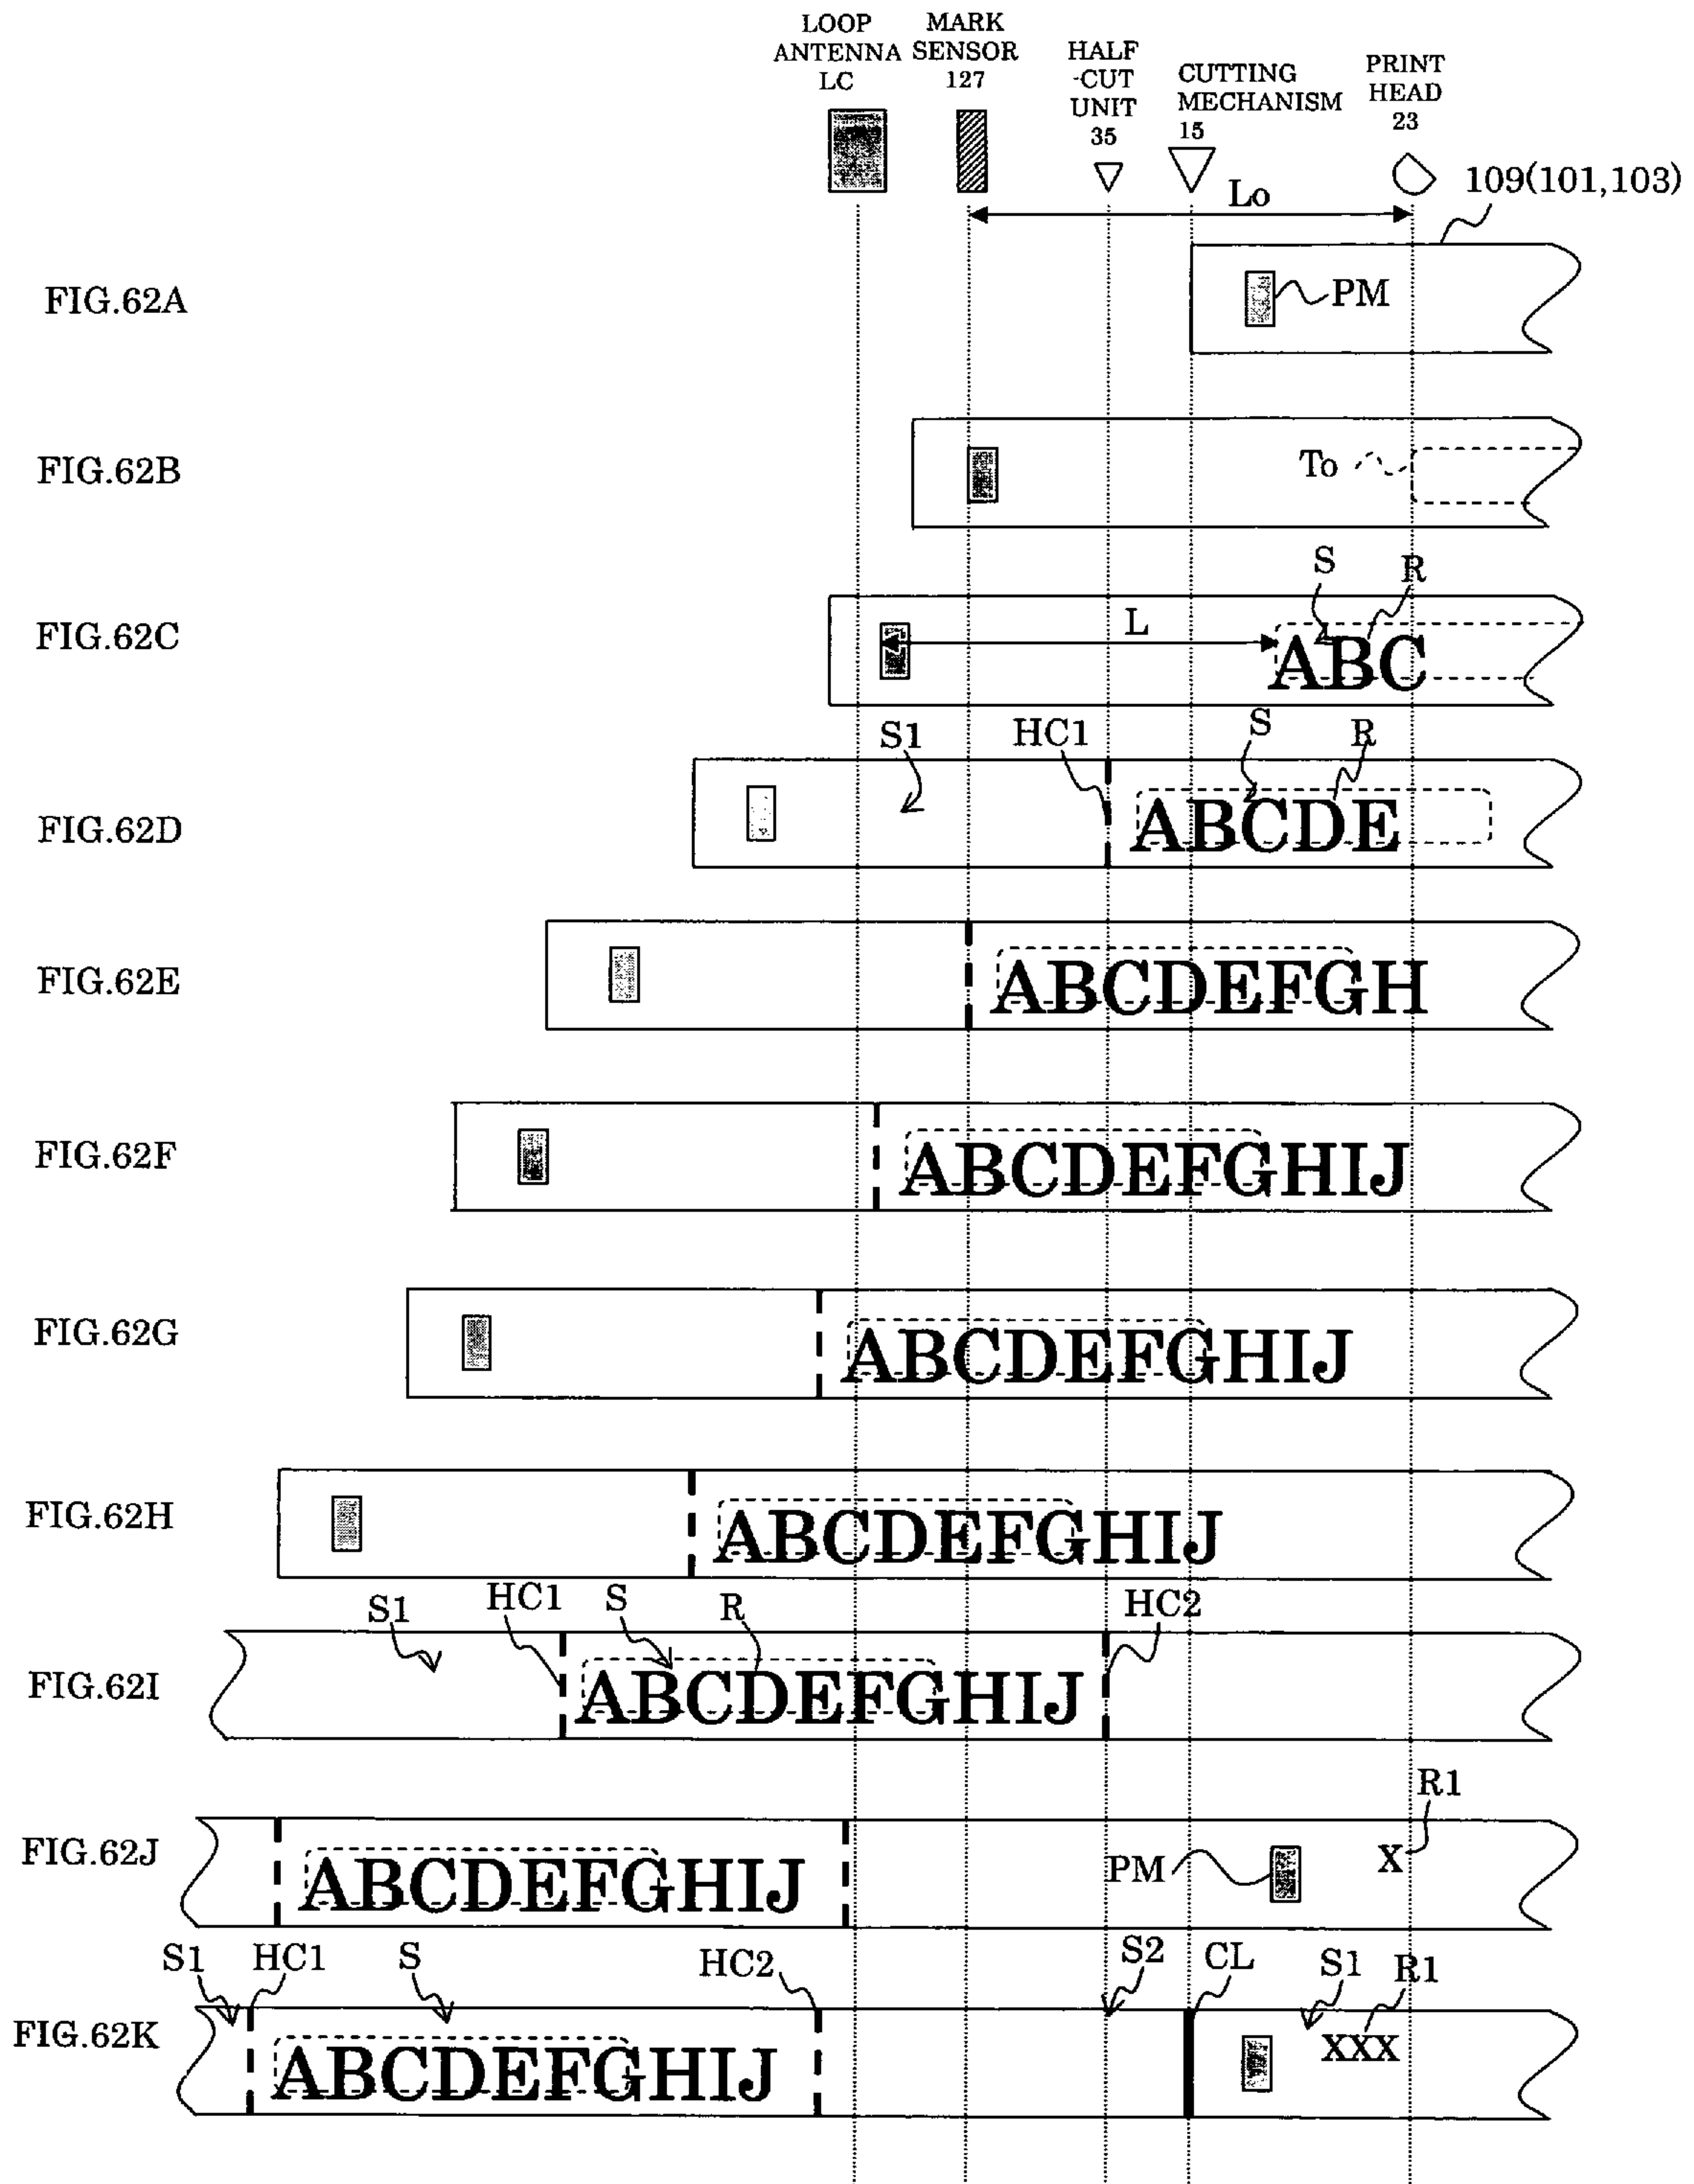 LOOP
ANTENNA
LC
MARK
SENSOR
127
HALF
-CUT
UNIT
35
CUTTING
MECHANISM
15
PRINT
HEAD
23
Lo
109(101,103)
FIG.62A
PM
FIG.62B
To
FIG.62C
L
S
R
ABC
FIG.62D
S1
HC1
S
R
ABCDE
FIG.62E
ABCDEFGH
FIG.62F
ABCDEFGHIJ
FIG.62G
ABCDEFGHIJ
FIG.62H
ABCDEFGHIJ
FIG.62I
S1
HC1
S
R
HC2
ABCDEFGHIJ
FIG.62J
ABCDEFGHIJ
PM
X
R1
FIG.62K
S1
HC1
S
HC2
S2
CL
S1
R1
ABCDEFGHIJ
XXX